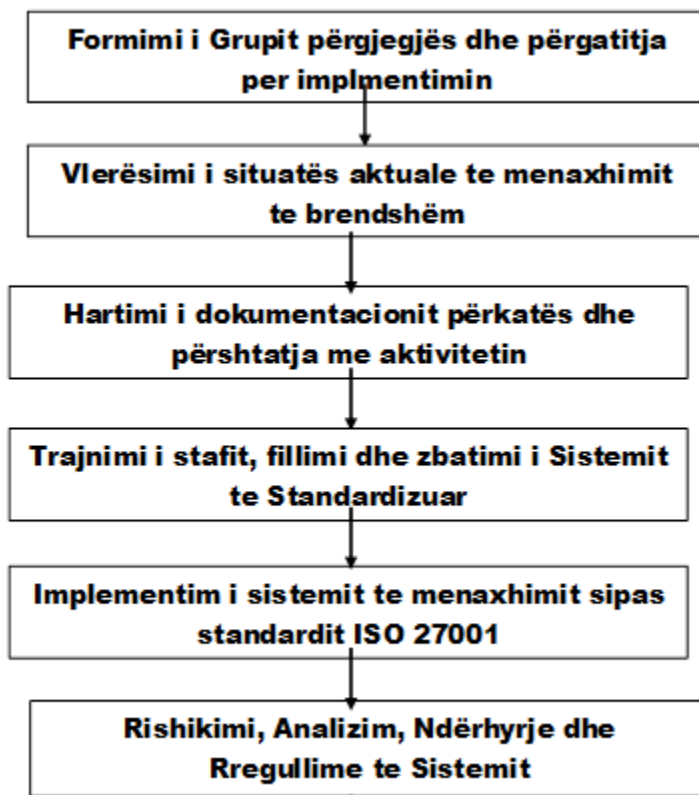 Formimi i Grupit përgjegjës dhe përgatitja
per implmentimin
Vlerësimi i situatës aktuale te menaxhimit
te brendshëm
Hartimi i dokumentacionit përkatës dhe
përshtatja me aktivitetin
Trajnimi i stafit, fillimi dhe zbatimi i Sistemit
te Standardizuar
Implementim i sistemit te menaxhimit sipas
standardit ISO 27001
Rishikimi, Analizim, Ndërhyrje dhe
Rregullime te Sistemit